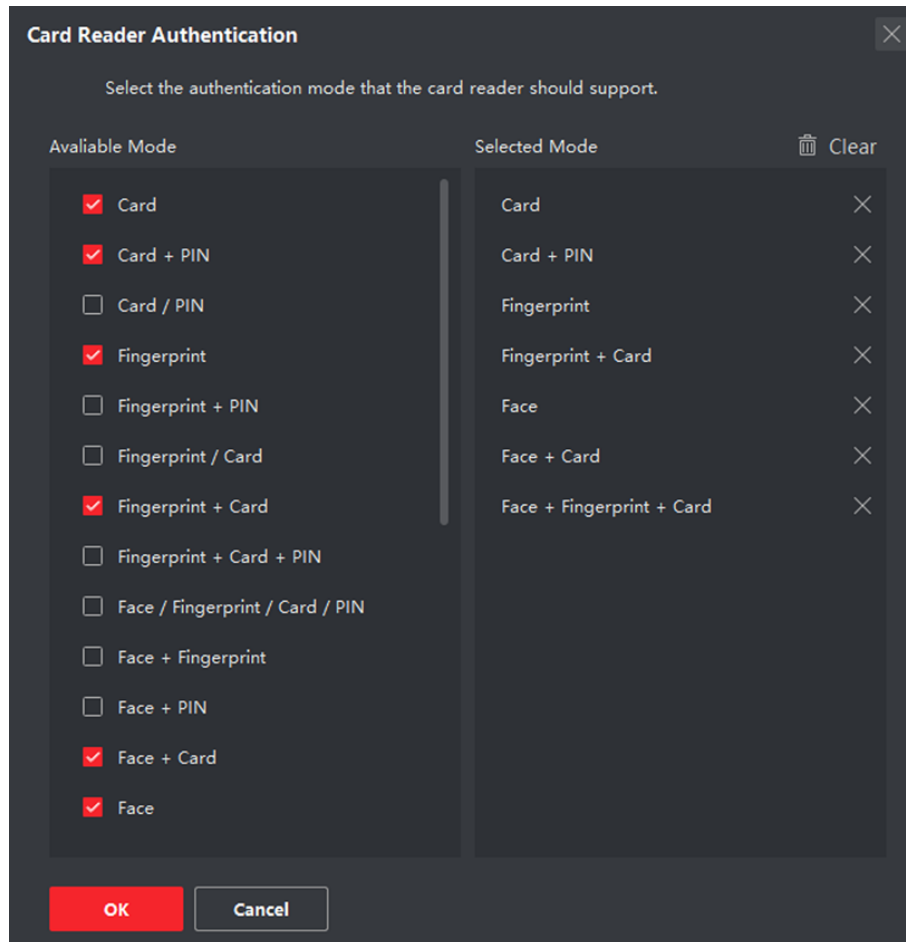 Card Reader Authentication
Select the authentication mode that the card reader should support.
Avaliable Mode
Card
Card + PIN
Card / PIN
Fingerprint
Fingerprint + PIN
Fingerprint / Card
Fingerprint + Card
Fingerprint + Card + PIN
Face / Fingerprint / Card / PIN
Face + Fingerprint
Face + PIN
Face + Card
Face
Selected Mode
Clear
Card
Card + PIN
Fingerprint
Fingerprint + Card
Face
Face + Card
Face + Fingerprint + Card
OK
Cancel